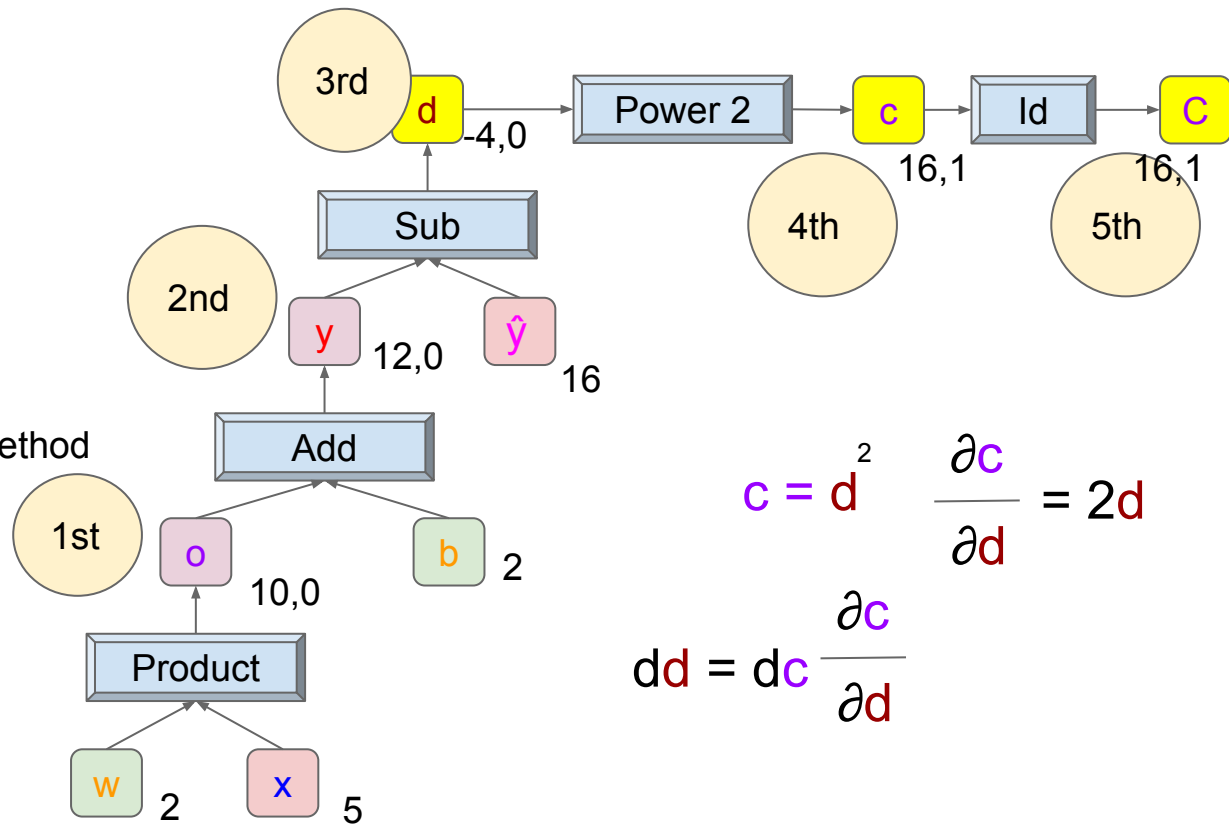 3rd
d
-4,0
Power 2
c
16,1
Id
C
16,1
Sub
4th
5th
2nd
y
12,0
ŷ
16
ethod
Add
1st
o
10,0
b
2
c = d² ∂c/∂d = 2d
dd = dc ∂c/∂d
Product
w
2
x
5